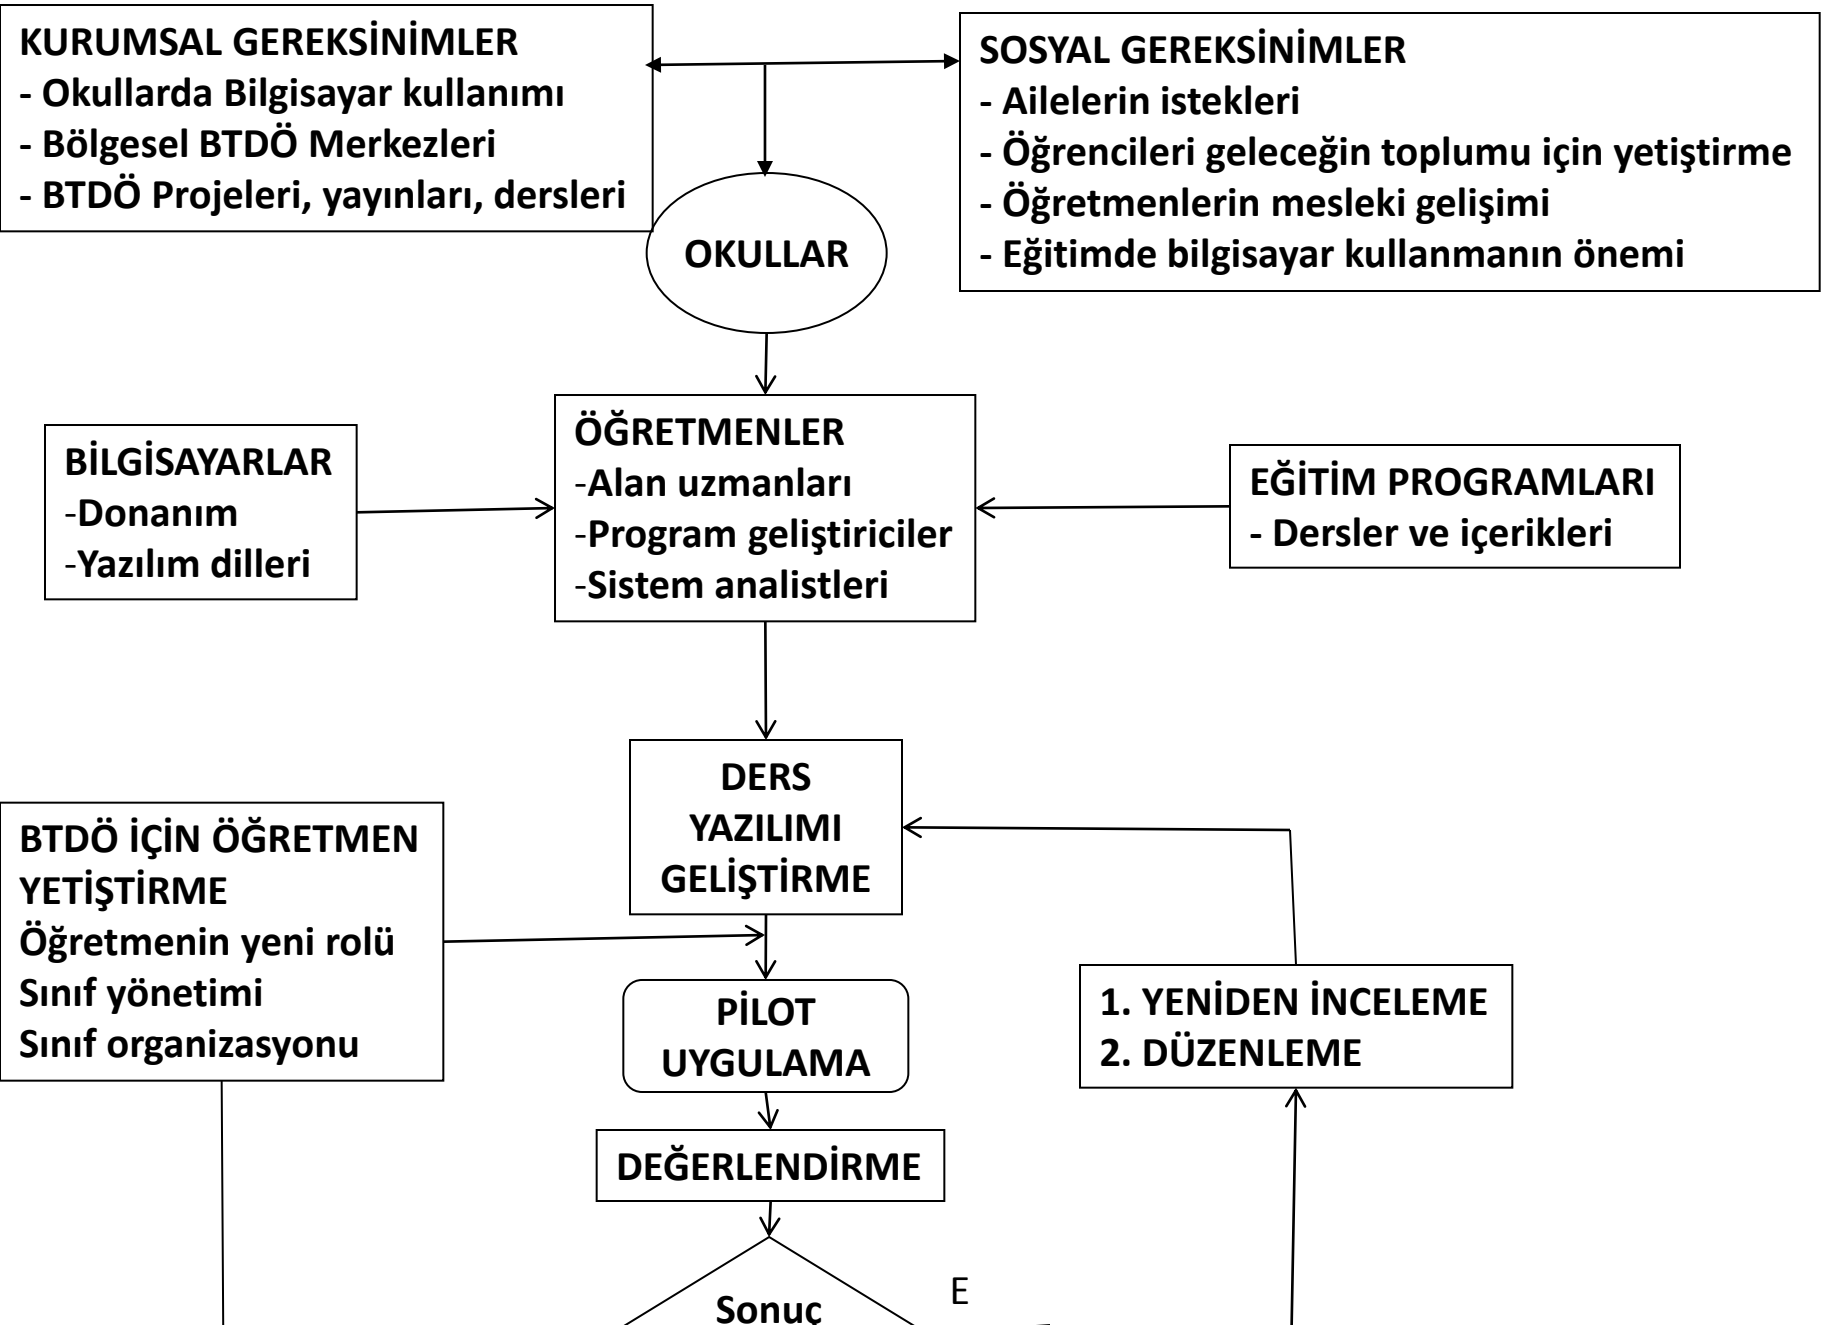 KURUMSAL GEREKSİNİMLER
- Okullarda Bilgisayar kullanımı
- Bölgesel BTDÖ Merkezleri
- BTDÖ Projeleri, yayınları, dersleri
SOSYAL GEREKSİNİMLER
- Ailelerin istekleri
- Öğrencileri geleceğin toplumu için yetiştirme
- Öğretmenlerin mesleki gelişimi
- Eğitimde bilgisayar kullanmanın önemi
OKULLAR
BİLGİSAYARLAR
-Donanım
-Yazılım dilleri
ÖĞRETMENLER
-Alan uzmanları
-Program geliştiriciler
-Sistem analistleri
EĞİTİM PROGRAMLARI
- Dersler ve içerikleri
DERS
YAZILIMI
GELİŞTİRME
BTDÖ İÇİN ÖĞRETMEN
YETİŞTİRME
Öğretmenin yeni rolü
Sınıf yönetimi
Sınıf organizasyonu
PİLOT
UYGULAMA
1. YENİDEN İNCELEME
2. DÜZENLEME
DEĞERLENDİRME
E
Sonuç